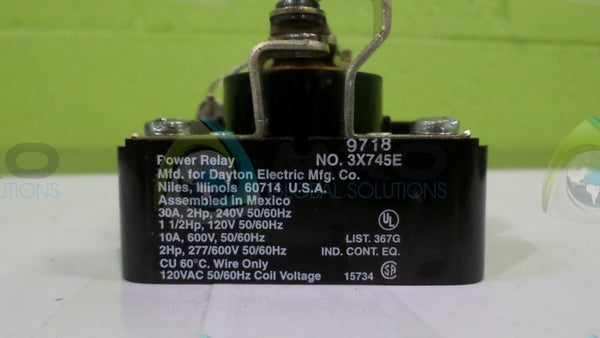 9718
Power Relay NO. 3X745E
Mfd. for Dayton Electric Mfg. Co.
Niles, Illinois 60714 U.S.A.
Assembled in Mexico
30A, 2Hp, 240V 50/60Hz
1 1/2Hp, 120V 50/60Hz
10A, 600V, 50/60Hz LIST. 367G
2Hp, 277/600V 50/60Hz IND. CONT. EQ.
CU 60°C. Wire Only
120VAC 50/60Hz Coil Voltage 15734
UL
SA